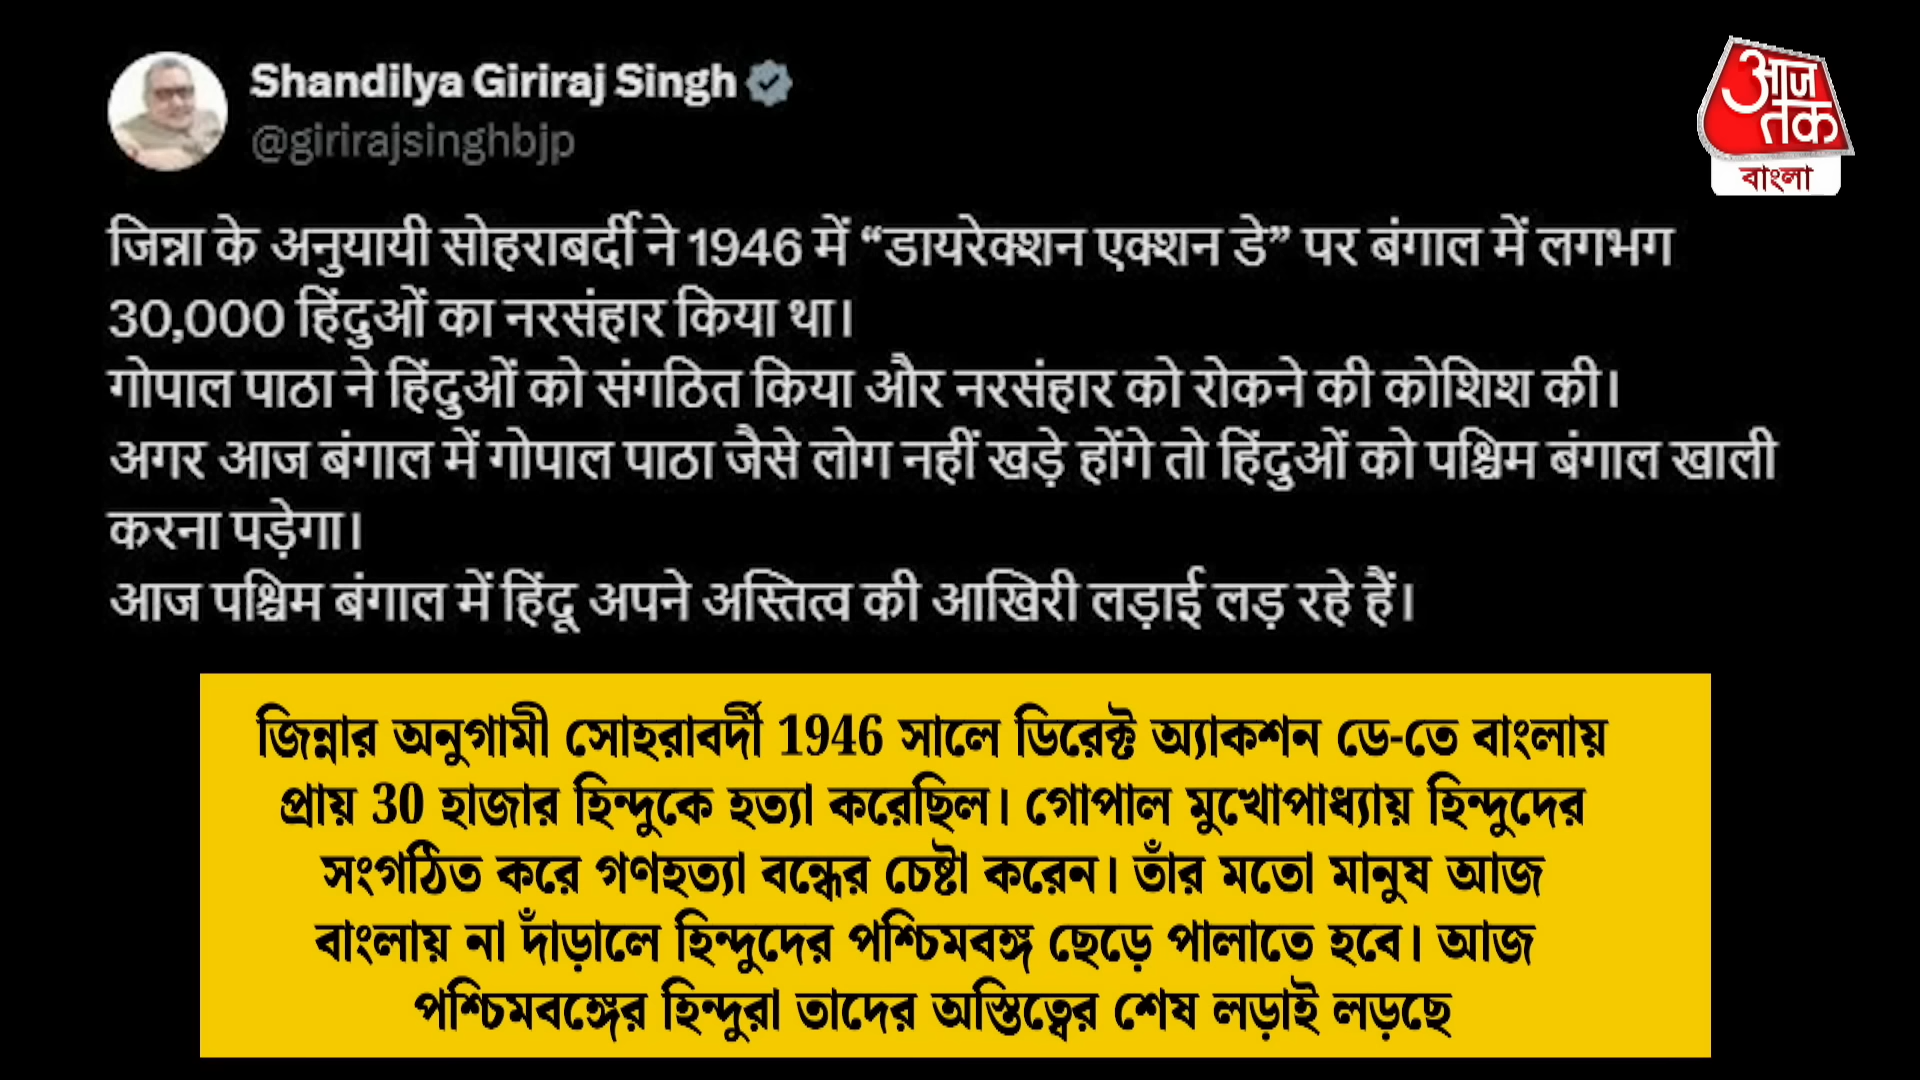 Shandilya Giriraj Singh
@girirajsinghbjp
आज
तक
বাংলা
जिन्ना के अनुयायी सोहराबर्दी ने 1946 में “डायरेक्शन एक्शन डे” पर बंगाल में लगभग
30,000 हिंदुओं का नरसंहार किया था।
गोपाल पाठा ने हिंदुओं को संगठित किया और नरसंहार को रोकने की कोशिश की।
अगर आज बंगाल में गोपाल पाठा जैसे लोग नहीं खड़े होंगे तो हिंदुओं को पश्चिम बंगाल खाली
करना पड़ेगा।
आज पश्चिम बंगाल में हिंदू अपने अस्तित्व की आखिरी लड़ाई लड़ रहे हैं।
জিন্নার অনুগামী সোহরাবর্দী 1946 সালে ডিরেক্ট অ্যাকশন ডে-তে বাংলায়
প্রায় 30 হাজার হিন্দুকে হত্যা করেছিল। গোপাল মুখোপাধ্যায় হিন্দুদের
সংগঠিত করে গণহত্যা বন্ধের চেষ্টা করেন। তাঁর মতো মানুষ আজ
বাংলায় না দাঁড়ালে হিন্দুদের পশ্চিমবঙ্গ ছেড়ে পালাতে হবে। আজ
পশ্চিমবঙ্গের হিন্দুরা তাদের অস্তিত্বের শেষ লড়াই লড়ছে